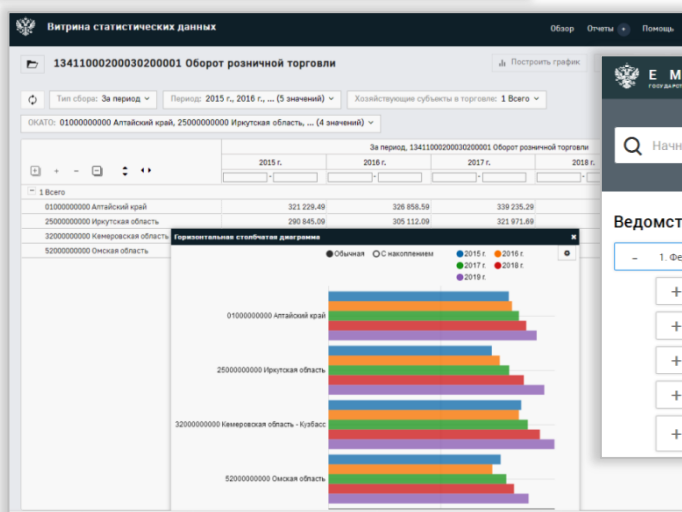 Витрина статистических данных
Обзор Отчеты + Помощь
13411000200030200001 Оборот розничной торговли
Построить график
Тип сбора: За период
Период: 2015 г., 2016 г., ... (5 значений)
Хозяйствующие субъекты в торговле: 1 Всего
ОКАТО: 01000000000 Алтайский край, 25000000000 Иркутская область, ... (4 значений)
За период, 13411000200030200001 Оборот розничной торговли
2015 г. 2016 г. 2017 г. 2018 г.
1 Всего
01000000000 Алтайский край 321 229.49 326 858.59 339 235.29
25000000000 Иркутская область 290 845.09 305 112.09 321 971.69
32000000000 Кемеровская область
52000000000 Омская область
Горизонтальная столбчатая диаграмма
Обычная С накоплением
2015 г. 2016 г.
2017 г. 2018 г.
2019 г.
01000000000 Алтайский край
25000000000 Иркутская область
32000000000 Кемеровская область - Кузбасс
52000000000 Омская область
Е М
ГОСУДАРСТ
Начн
Ведомст
1. Фе